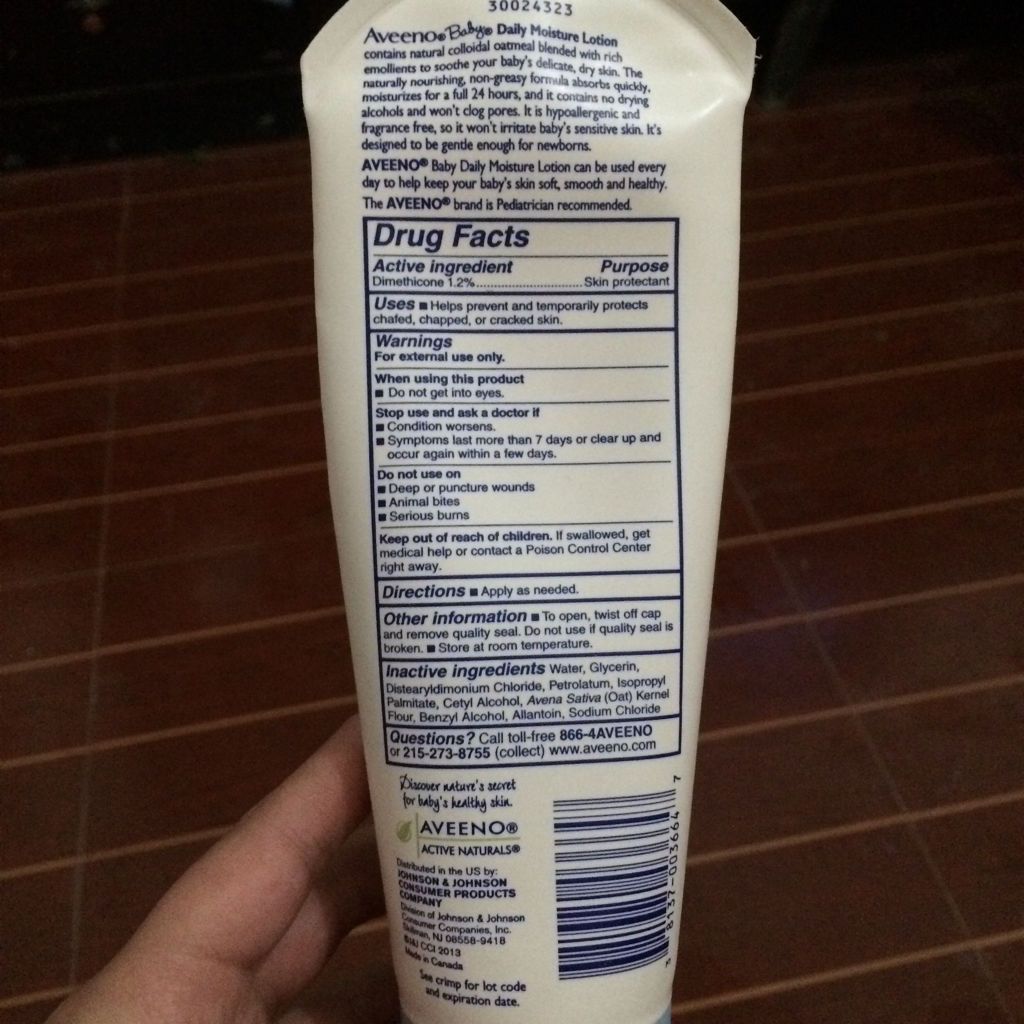 30024323
Aveeno® Baby® Daily Moisture Lotion
contains natural colloidal oatmeal blended with rich
emollients to soothe your baby's delicate, dry skin. The
naturally nourishing, non-greasy formula absorbs quickly,
moisturizes for a full 24 hours, and it contains no drying
alcohols and won't clog pores. It is hypoallergenic and
fragrance free, so it won't irritate baby's sensitive skin. It's
designed to be gentle enough for newborns.
AVEENO® Baby Daily Moisture Lotion can be used every
day to help keep your baby's skin soft, smooth and healthy.
The AVEENO® brand is Pediatrician recommended.
Drug Facts
Active ingredient Purpose
Dimethicone 1.2%.............................. Skin protectant
Uses ■ Helps prevent and temporarily protects
chafed, chapped, or cracked skin.
Warnings
For external use only.
When using this product
■ Do not get into eyes.
Stop use and ask a doctor if
■ Condition worsens.
■ Symptoms last more than 7 days or clear up and
occur again within a few days.
Do not use on
■ Deep or puncture wounds
■ Animal bites
■ Serious burns
Keep out of reach of children. If swallowed, get
medical help or contact a Poison Control Center
right away.
Directions ■ Apply as needed.
Other information ■ To open, twist off cap
and remove quality seal. Do not use if quality seal is
broken. ■ Store at room temperature.
Inactive ingredients Water, Glycerin,
Distearyldimonium Chloride, Petrolatum, Isopropyl
Palmitate, Cetyl Alcohol, Avena Sativa (Oat) Kernel
Flour, Benzyl Alcohol, Allantoin, Sodium Chloride
Questions? Call toll-free 866-4AVEENO
or 215-273-8755 (collect) www.aveeno.com
Discover nature's secret
for baby's healthy skin.
AVEENO®
ACTIVE NATURALS®
Distributed in the US by:
JOHNSON & JOHNSON
CONSUMER PRODUCTS
COMPANY
Division of Johnson & Johnson
Consumer Companies, Inc.
Skillman, NJ 08558-9418
©J&J CCI 2013
Made in Canada
See crimp for lot code
and expiration date.
3 8137-003664 7